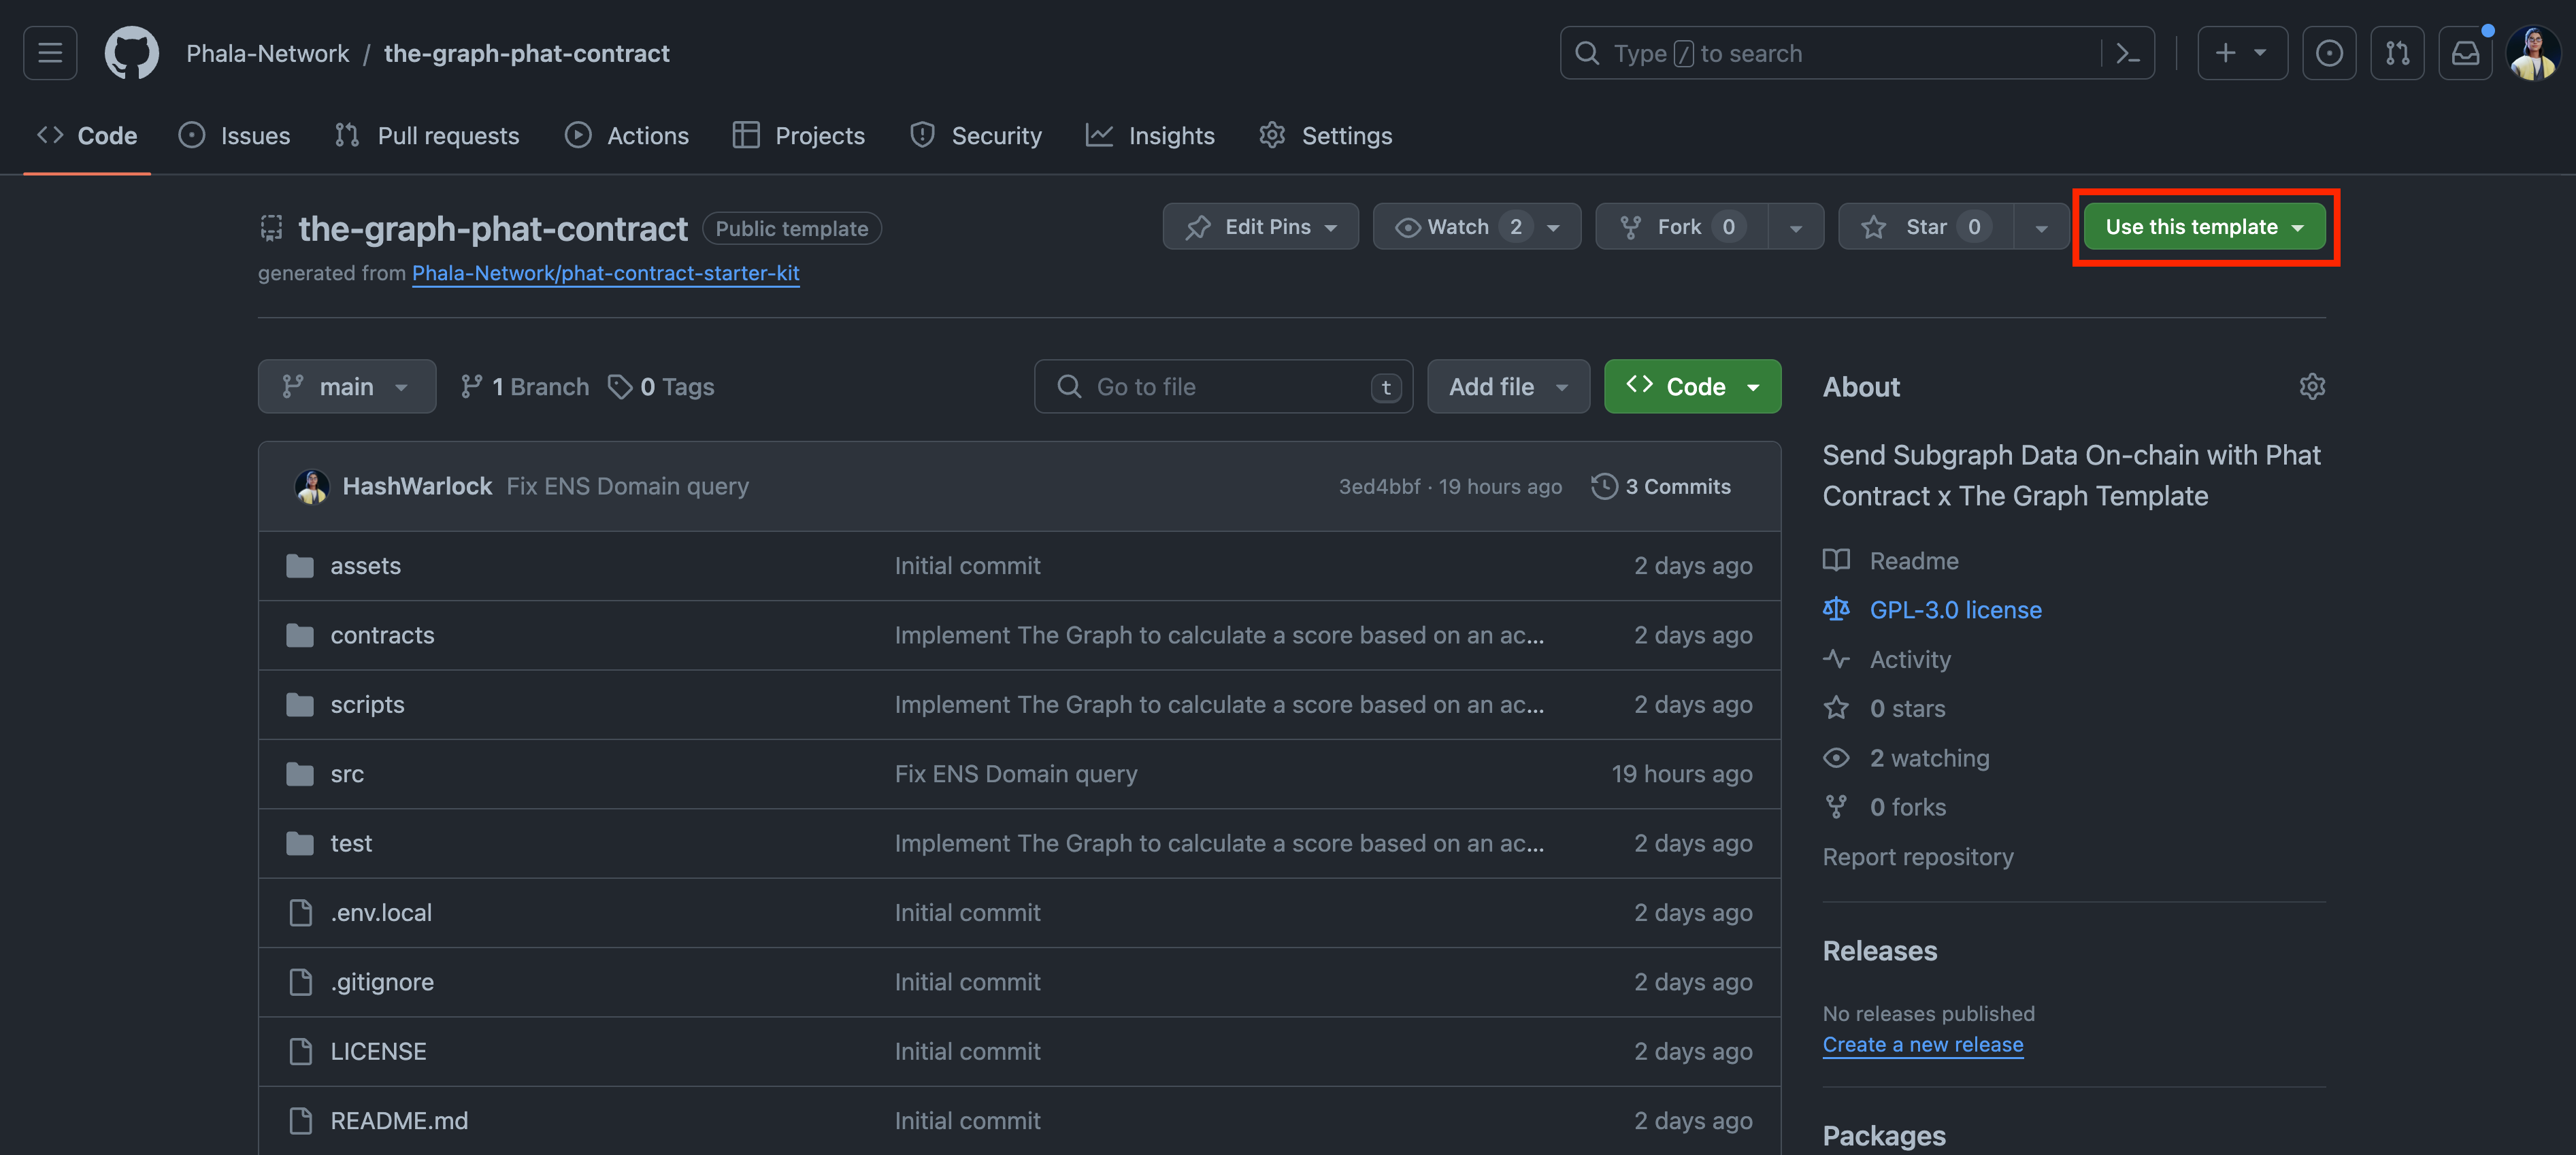 Phala-Network / the-graph-phat-contract
Type / to search
Code Issues Pull requests Actions Projects Security Insights Settings
the-graph-phat-contract Public template
Edit Pins Watch 2 Fork 0 Star 0 Use this template
generated from Phala-Network/phat-contract-starter-kit
main 1 Branch 0 Tags
Go to file t Add file Code
HashWarlock Fix ENS Domain query 3ed4bbf · 19 hours ago 3 Commits
assets Initial commit 2 days ago
contracts Implement The Graph to calculate a score based on an ac... 2 days ago
scripts Implement The Graph to calculate a score based on an ac... 2 days ago
src Fix ENS Domain query 19 hours ago
test Implement The Graph to calculate a score based on an ac... 2 days ago
.env.local Initial commit 2 days ago
.gitignore Initial commit 2 days ago
LICENSE Initial commit 2 days ago
README.md Initial commit 2 days ago
About
Send Subgraph Data On-chain with Phat
Contract x The Graph Template
Readme
GPL-3.0 license
Activity
0 stars
2 watching
0 forks
Report repository
Releases
No releases published
Create a new release
Packages